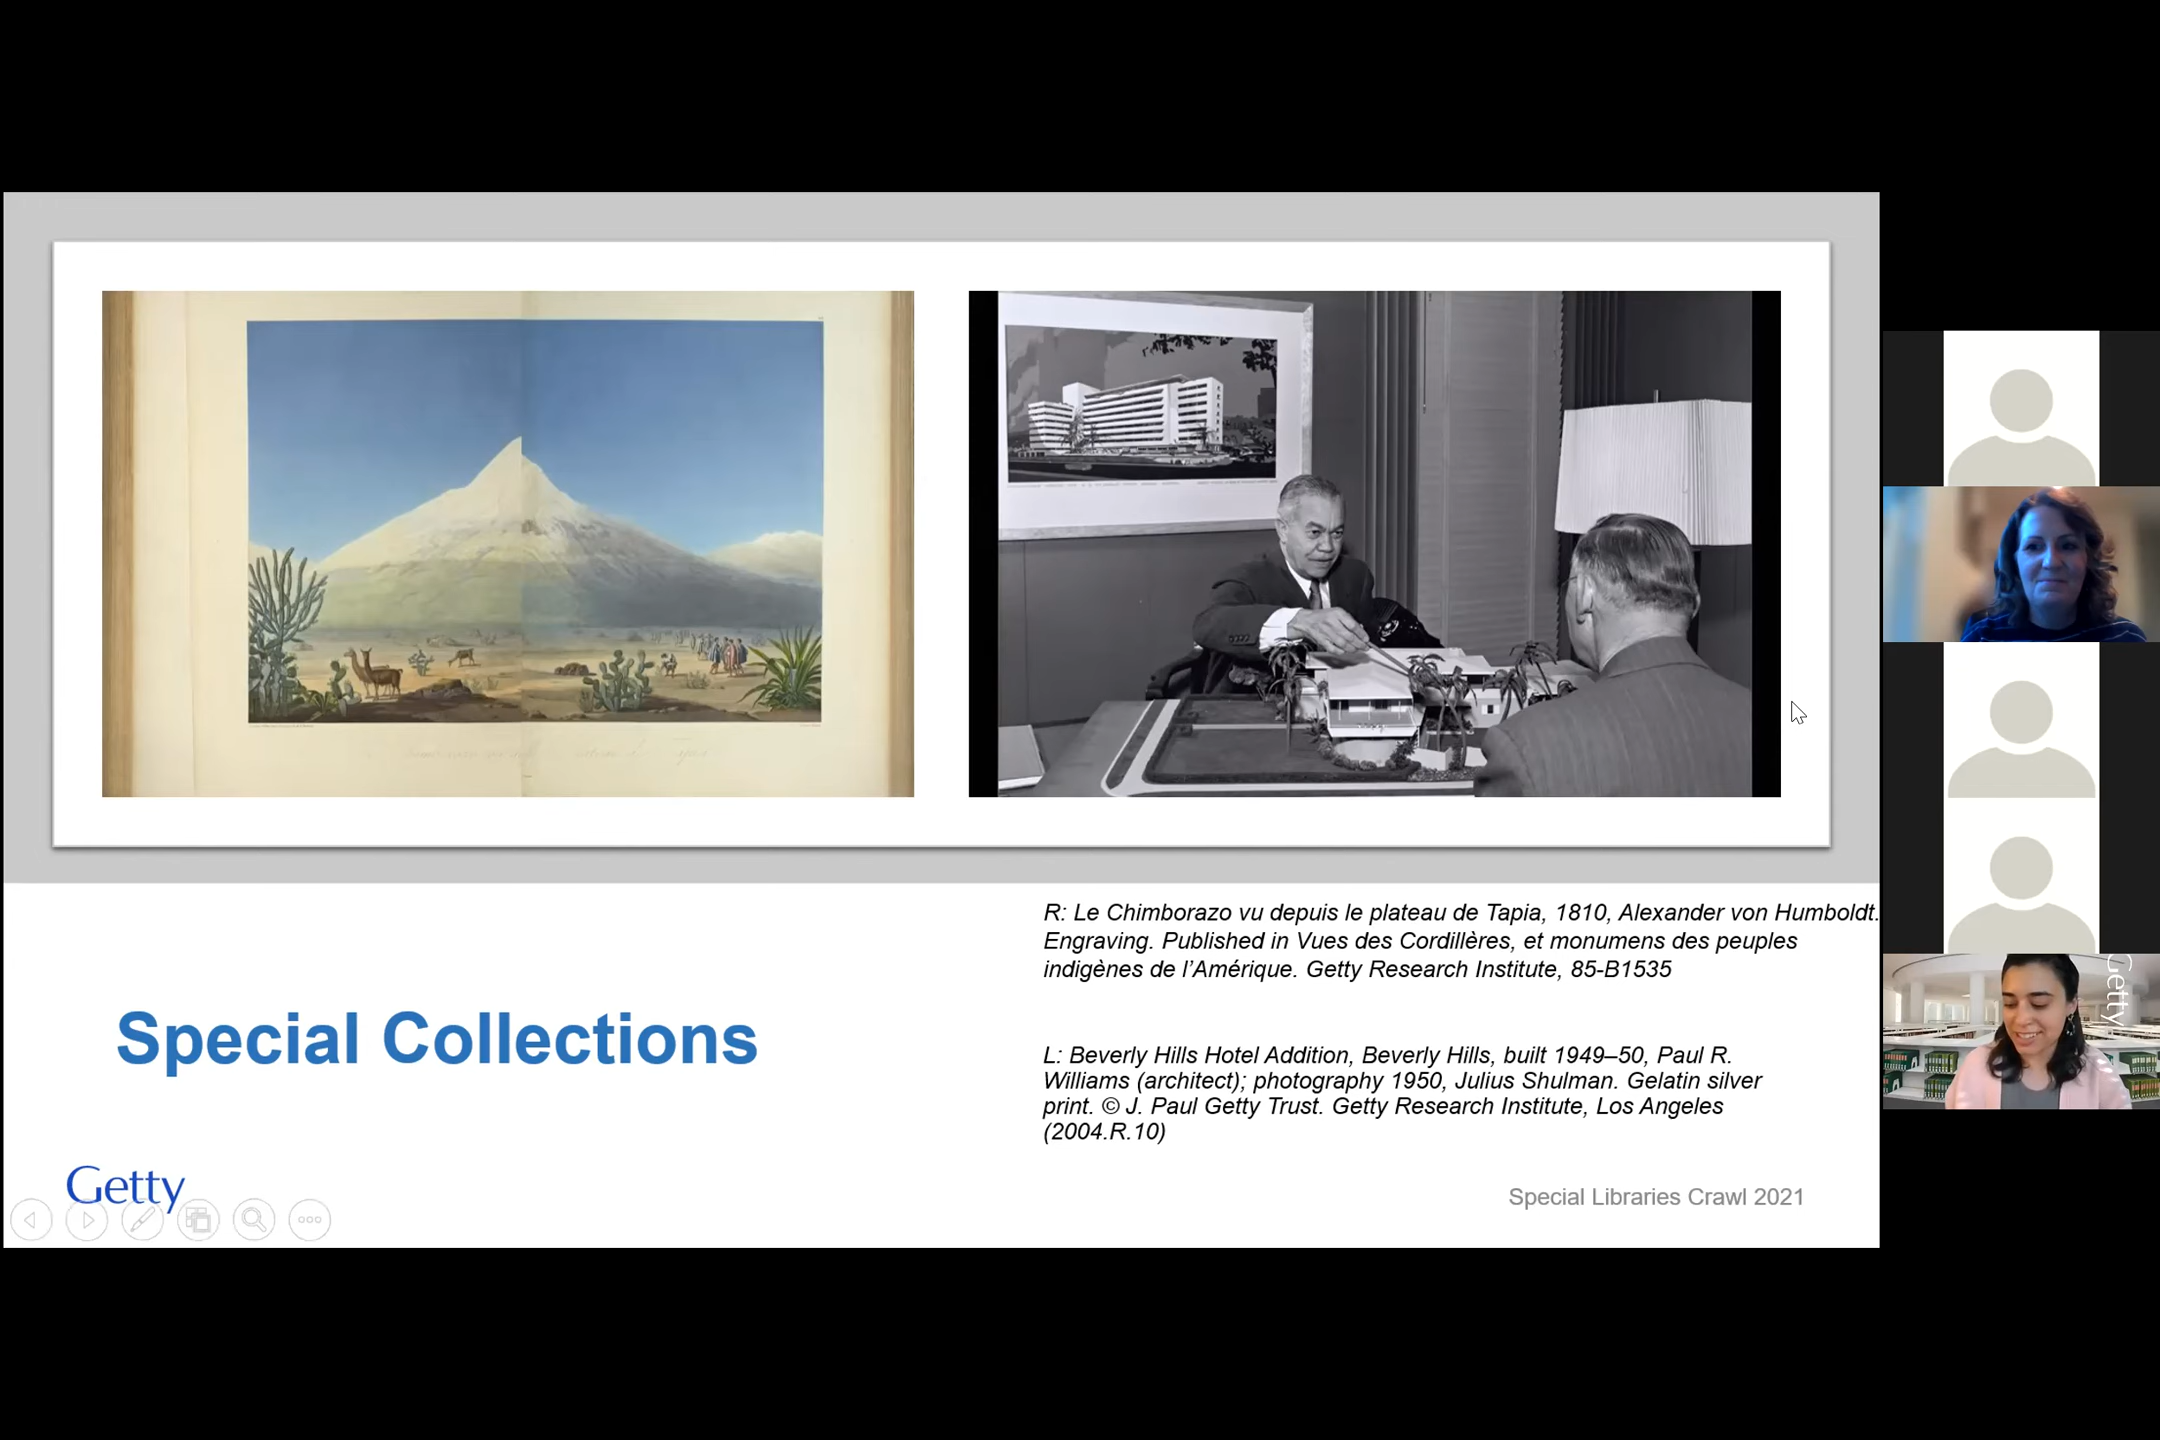 R: Le Chimborazo vu depuis le plateau de Tapia, 1810, Alexander von Humboldt.
Engraving. Published in Vues des Cordillères, et monumens des peuples
indigènes de l’Amérique. Getty Research Institute, 85-B1535
Special Collections
L: Beverly Hills Hotel Addition, Beverly Hills, built 1949–50, Paul R.
Williams (architect); photography 1950, Julius Shulman. Gelatin silver
print. © J. Paul Getty Trust. Getty Research Institute, Los Angeles
(2004.R.10)
Getty
Special Libraries Crawl 2021
Getty